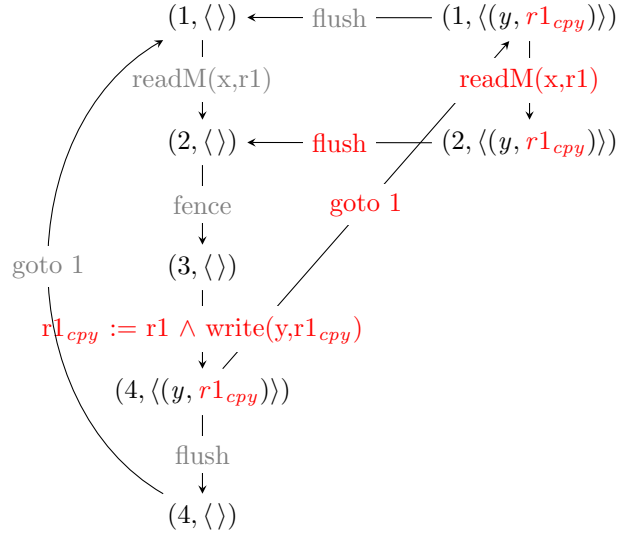 (1, ⟨ ⟩) flush (1, ⟨(y, r1_cpy)⟩)
readM(x,r1) readM(x,r1)
(2, ⟨ ⟩) flush (2, ⟨(y, r1_cpy)⟩)
fence goto 1
goto 1 (3, ⟨ ⟩)
r1_cpy := r1 ∧ write(y,r1_cpy)
(4, ⟨(y, r1_cpy)⟩)
flush
(4, ⟨ ⟩)